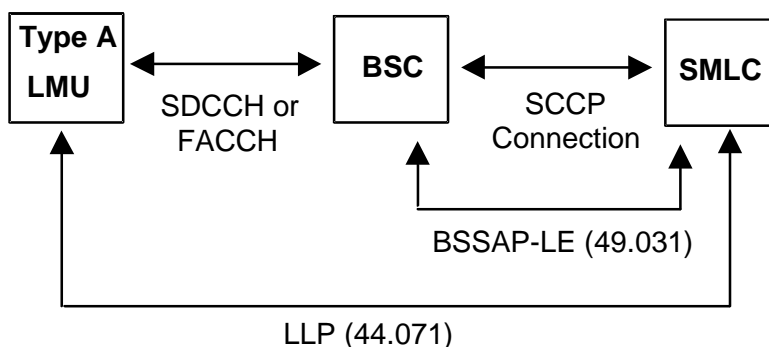 Type A
LMU
BSC
SMLC
SDCCH or
FACCH
SCCP
Connection
BSSAP-LE (49.031)
LLP (44.071)